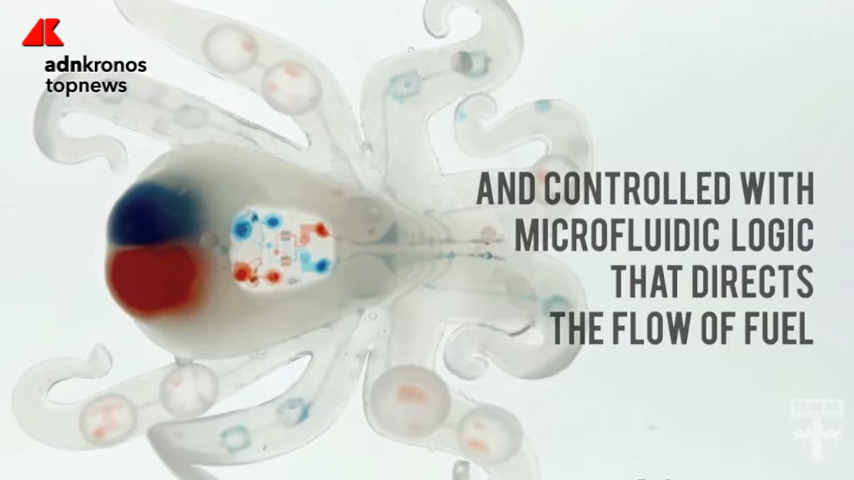 adnkronos
topnews
AND CONTROLLED WITH
MICROFLUIDIC LOGIC
THAT DIRECTS
THE FLOW OF FUEL